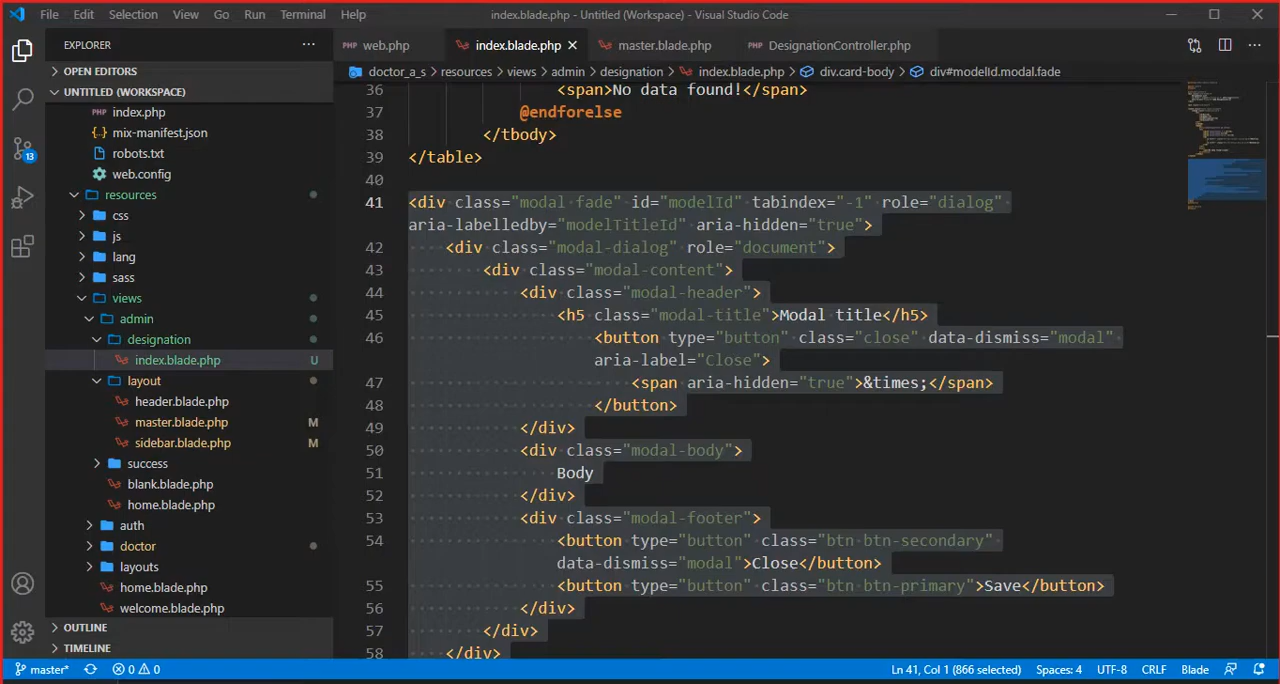 File Edit Selection View Go Run Terminal Help index.blade.php - Untitled (Workspace) - Visual Studio Code
EXPLORER
web.php index.blade.php master.blade.php DesignationController.php
OPEN EDITORS
doctor_a_s > resources > views > admin > designation > index.blade.php > div.card-body > div#modelId.modal.fade
UNTITLED (WORKSPACE)
index.php
mix-manifest.json
robots.txt
web.config
resources
css
js
lang
sass
views
admin
designation
index.blade.php U
layout
header.blade.php
master.blade.php M
sidebar.blade.php M
success
blank.blade.php
home.blade.php
auth
doctor
layouts
home.blade.php
welcome.blade.php
OUTLINE
TIMELINE
13
36 <span>No data found!</span>
37 @endforelse
38 </tbody>
39 </table>
40
41 <div class="modal fade" id="modelId" tabindex="-1" role="dialog"
aria-labelledby="modelTitleId" aria-hidden="true">
42 <div class="modal-dialog" role="document">
43 <div class="modal-content">
44 <div class="modal-header">
45 <h5 class="modal-title">Modal title</h5>
46 <button type="button" class="close" data-dismiss="modal"
aria-label="Close">
47 <span aria-hidden="true">&times;</span>
48 </button>
49 </div>
50 <div class="modal-body">
51 Body
52 </div>
53 <div class="modal-footer">
54 <button type="button" class="btn btn-secondary"
data-dismiss="modal">Close</button>
55 <button type="button" class="btn btn-primary">Save</button>
56 </div>
57 </div>
58 </div>
master* 0 0 Ln 41, Col 1 (866 selected) Spaces: 4 UTF-8 CRLF Blade